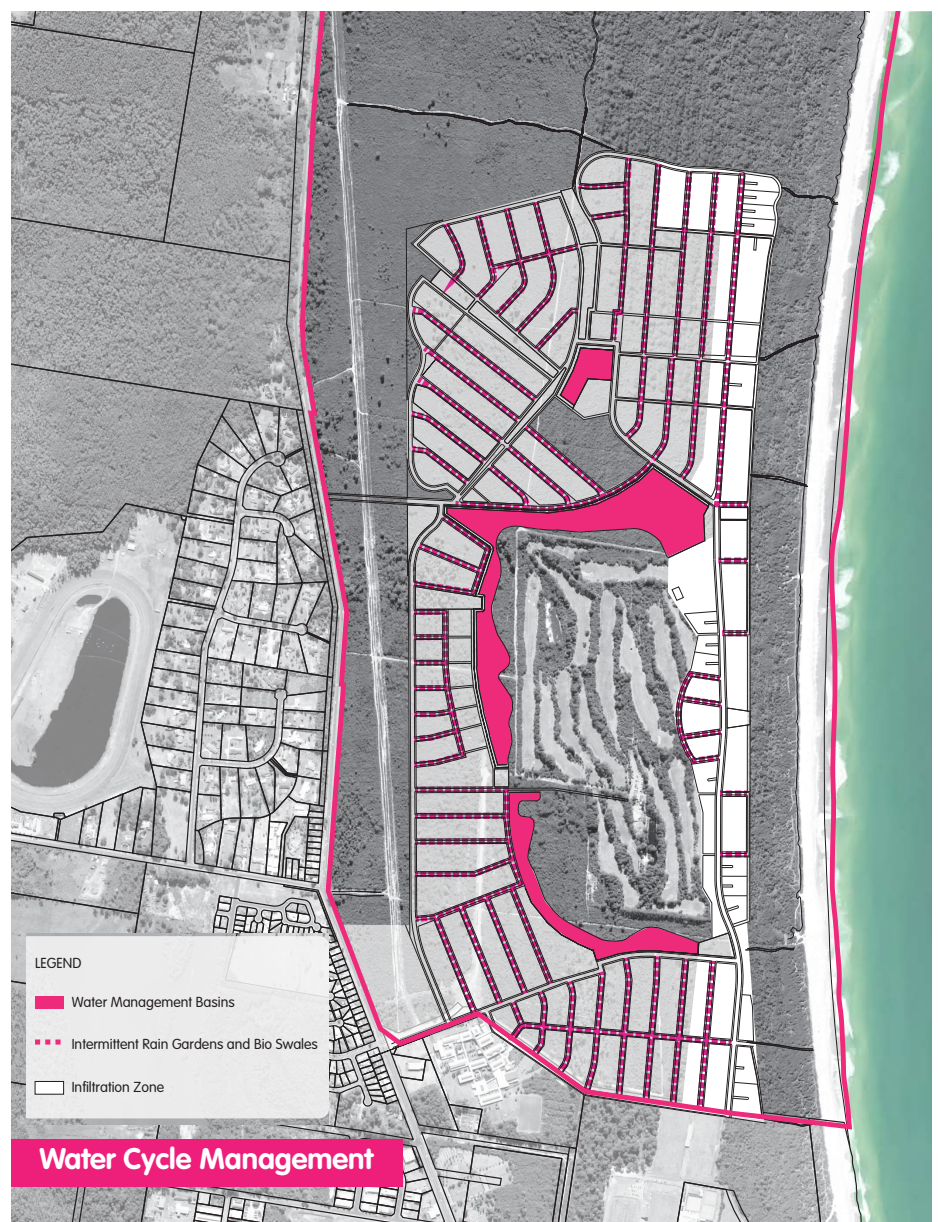 LEGEND
Water Management Basins
Intermittent Rain Gardens and Bio Swales
Infiltration Zone
Water Cycle Management